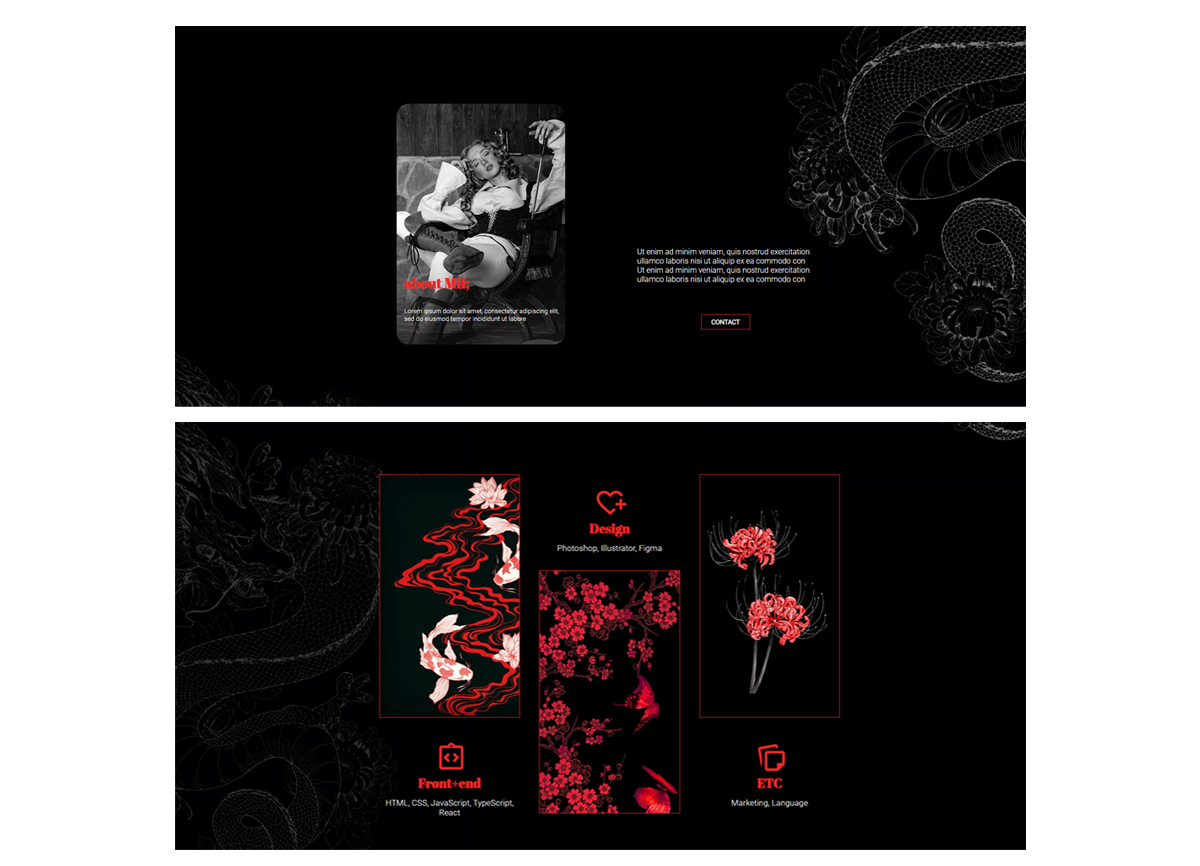 about Mii;
Lorem ipsum dolor sit amet, consectetur adipiscing elit,
sed do eiusmod tempor incididunt ut labore
Ut enim ad minim veniam, quis nostrud exercitation
ullamco laboris nisi ut aliquip ex ea commodo con
Ut enim ad minim veniam, quis nostrud exercitation
ullamco laboris nisi ut aliquip ex ea commodo con
CONTACT
Design
Photoshop, Illustrator, Figma
Front+end
HTML, CSS, JavaScript, TypeScript,
React
ETC
Marketing, Language